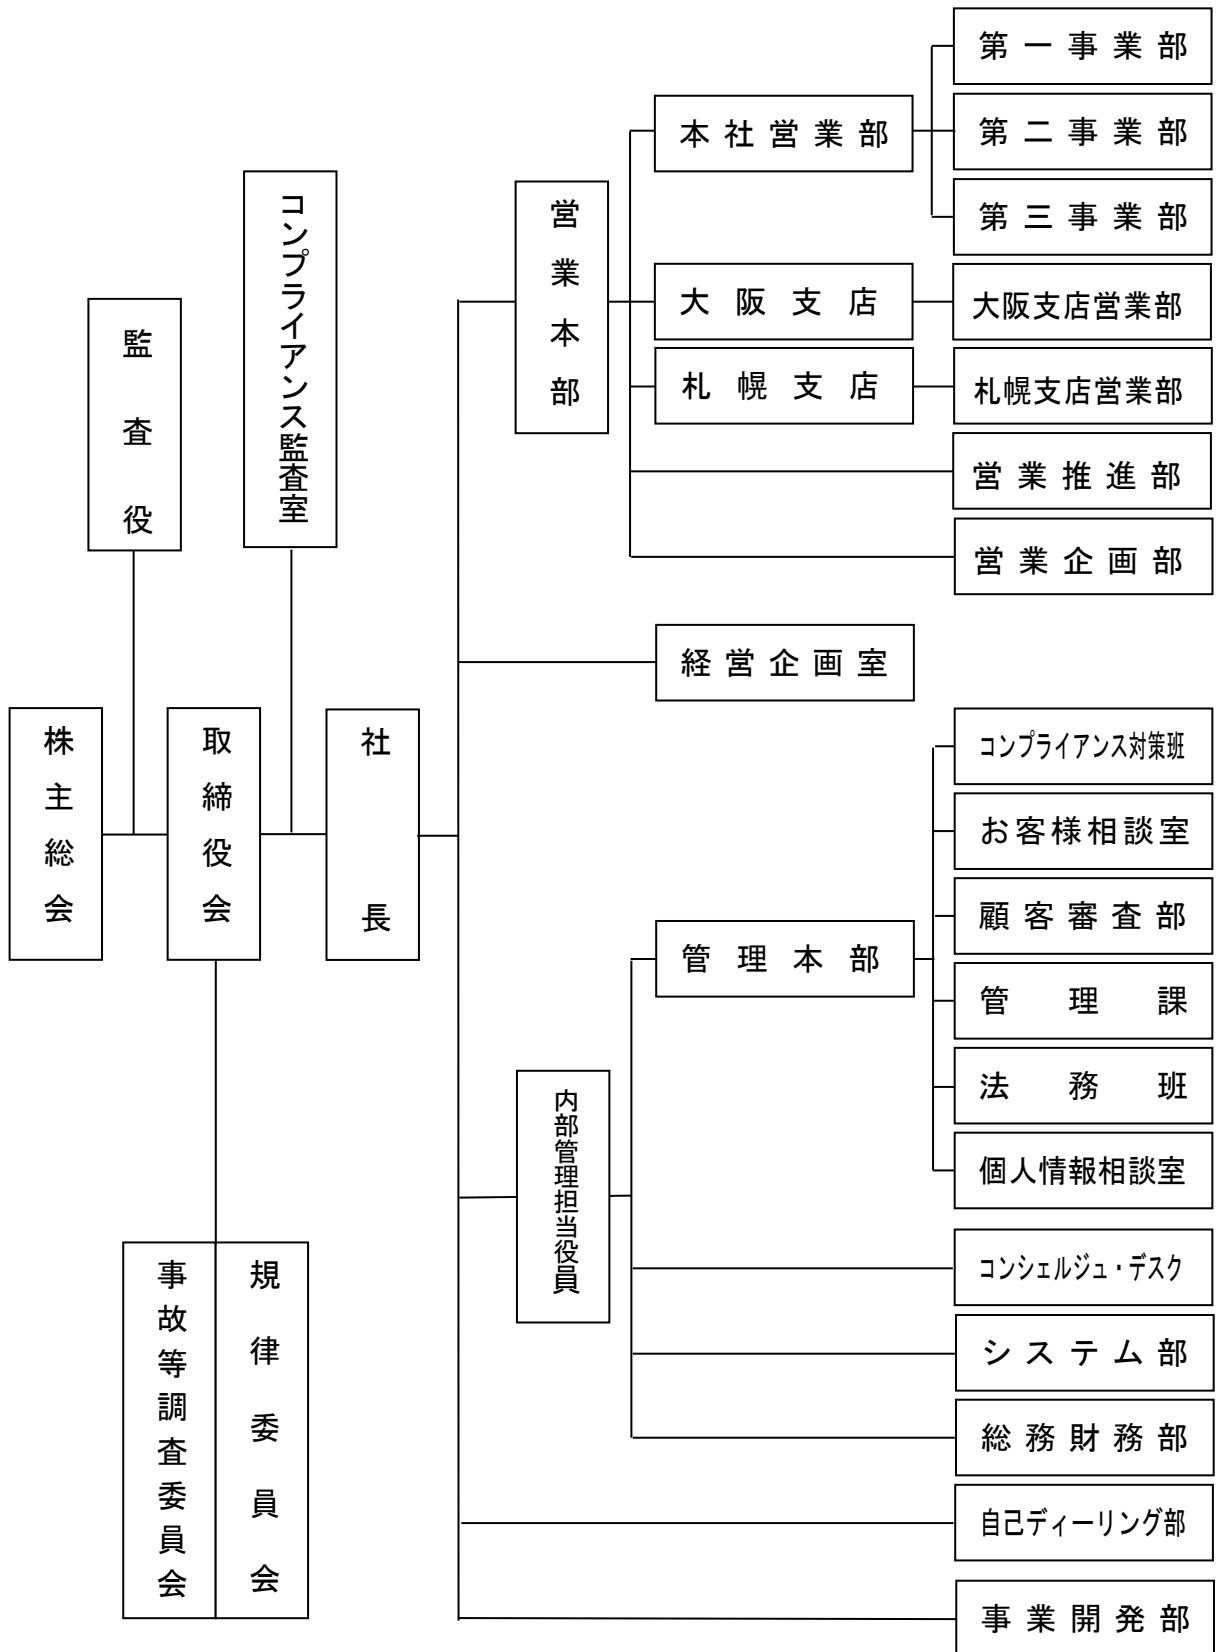 株主総会
監査役
取締役会
コンプライアンス監査室
事故等調査委員会
規律委員会
社長
営業本部
本社営業部
第一事業部
第二事業部
第三事業部
大阪支店
大阪支店営業部
札幌支店
札幌支店営業部
営業推進部
営業企画部
経営企画室
内部管理担当役員
管理本部
コンプライアンス対策班
お客様相談室
顧客審査部
管理課
法務班
個人情報相談室
コンシェルジュ・デスク
システム部
総務財務部
自己ディーリング部
事業開発部